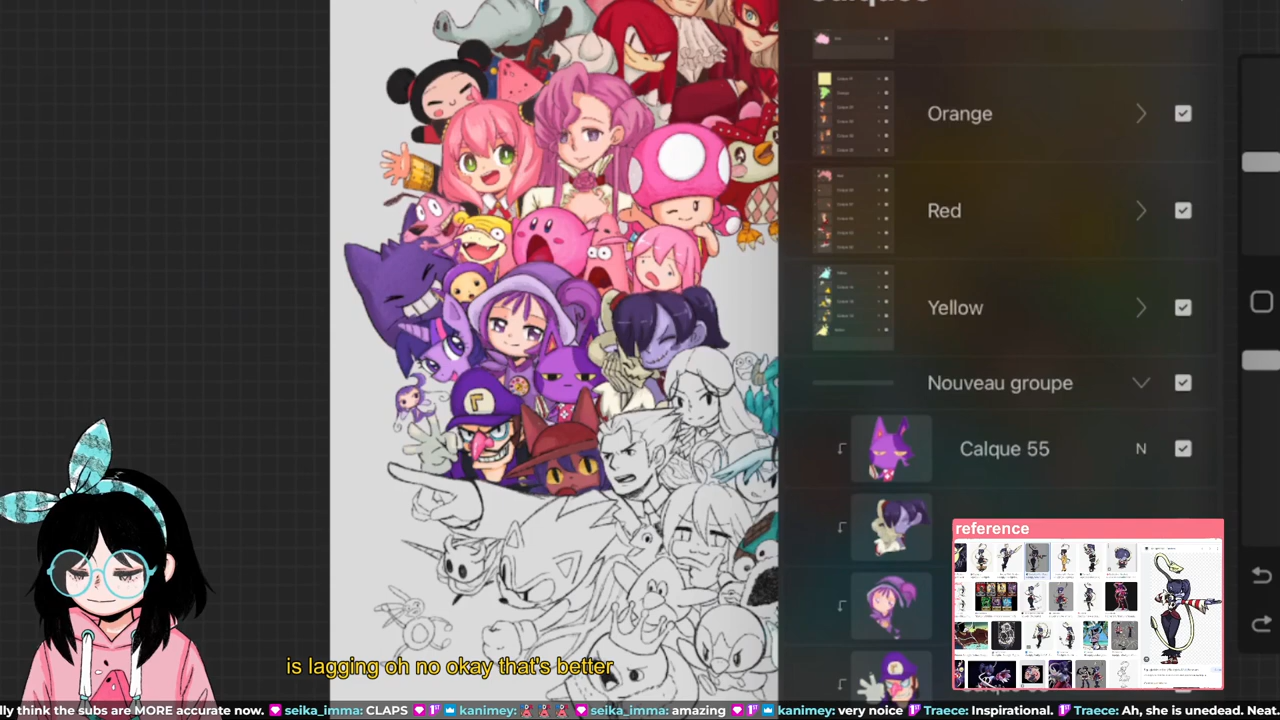 Orange
Red
Yellow
Nouveau groupe
Calque 55 N
reference
is lagging oh no okay that's better
lly think the subs are MORE accurate now. seika_imma: CLAPS kanimey: seika_imma: amazing kanimey: very noice Traece: Inspirational. Traece: Ah, she is unedead. Neat.